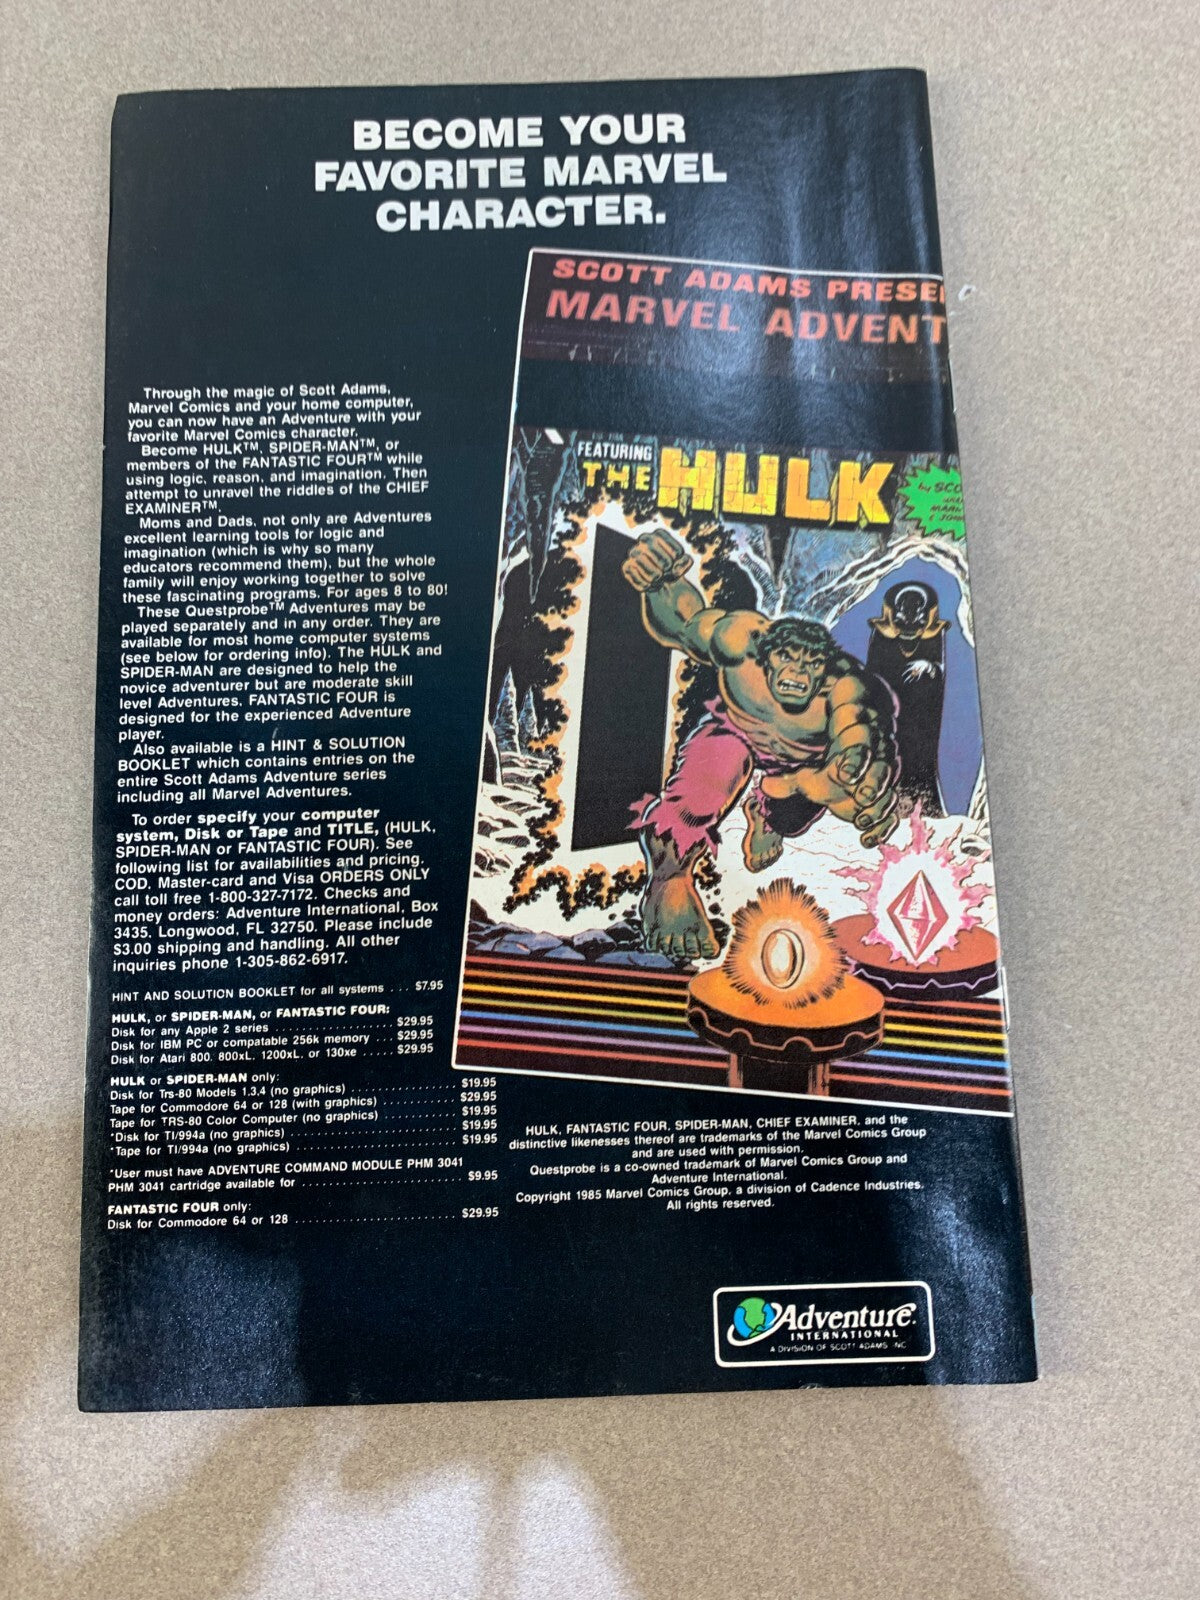 BECOME YOUR
FAVORITE MARVEL
CHARACTER.
SCOTT ADAMS PRESE
MARVEL ADVENT
FEATURING
THE HULK
by SCO
Through the magic of Scott Adams,
Marvel Comics and your home computer,
you can now have an Adventure with your
favorite Marvel Comics character.
Become HULK™, SPIDER-MAN™, or
members of the FANTASTIC FOUR™ while
using logic, reason, and imagination. Then
attempt to unravel the riddles of the CHIEF
EXAMINER™.
Moms and Dads, not only are Adventures
excellent learning tools for logic and
imagination (which is why so many
educators recommend them), but the whole
family will enjoy working together to solve
these fascinating programs. For ages 8 to 80!
These Questprobe™ Adventures may be
played separately and in any order. They are
available for most home computer systems
(see below for ordering info). The HULK and
SPIDER-MAN are designed to help the
novice adventurer but are moderate skill
level Adventures, FANTASTIC FOUR is
designed for the experienced Adventure
player.
Also available is a HINT & SOLUTION
BOOKLET which contains entries on the
entire Scott Adams Adventure series
including all Marvel Adventures.
To order specify your computer
system, Disk or Tape and TITLE, (HULK,
SPIDER-MAN or FANTASTIC FOUR). See
following list for availabilities and pricing.
COD, Master-card and Visa ORDERS ONLY
call toll free 1-800-327-7172. Checks and
money orders: Adventure International, Box
3435, Longwood, FL 32750. Please include
$3.00 shipping and handling. All other
inquiries phone 1-305-862-6917.
HINT AND SOLUTION BOOKLET for all systems ... $7.95
HULK, or SPIDER-MAN, or FANTASTIC FOUR:
Disk for any Apple 2 series .................. $29.95
Disk for IBM PC or compatable 256k memory ... $29.95
Disk for Atari 800, 800xL, 1200xL, or 130xe ..... $29.95
HULK or SPIDER-MAN only:
Disk for Trs-80 Models 1,3,4 (no graphics) ............... $19.95
Tape for Commodore 64 or 128 (with graphics) ........... $29.95
Tape for TRS-80 Color Computer (no graphics) ........... $19.95
*Disk for TI/994a (no graphics) ......................... $19.95
*Tape for TI/994a (no graphics) ......................... $19.95
*User must have ADVENTURE COMMAND MODULE PHM 3041
PHM 3041 cartridge available for ........................ $9.95
FANTASTIC FOUR only:
Disk for Commodore 64 or 128 ......................... $29.95
HULK, FANTASTIC FOUR, SPIDER-MAN, CHIEF EXAMINER, and the
distinctive likenesses thereof are trademarks of the Marvel Comics Group
and are used with permission.
Questprobe is a co-owned trademark of Marvel Comics Group and
Adventure International.
Copyright 1985 Marvel Comics Group, a division of Cadence Industries.
All rights reserved.
Adventure
INTERNATIONAL
A DIVISION OF SCOTT ADAMS INC